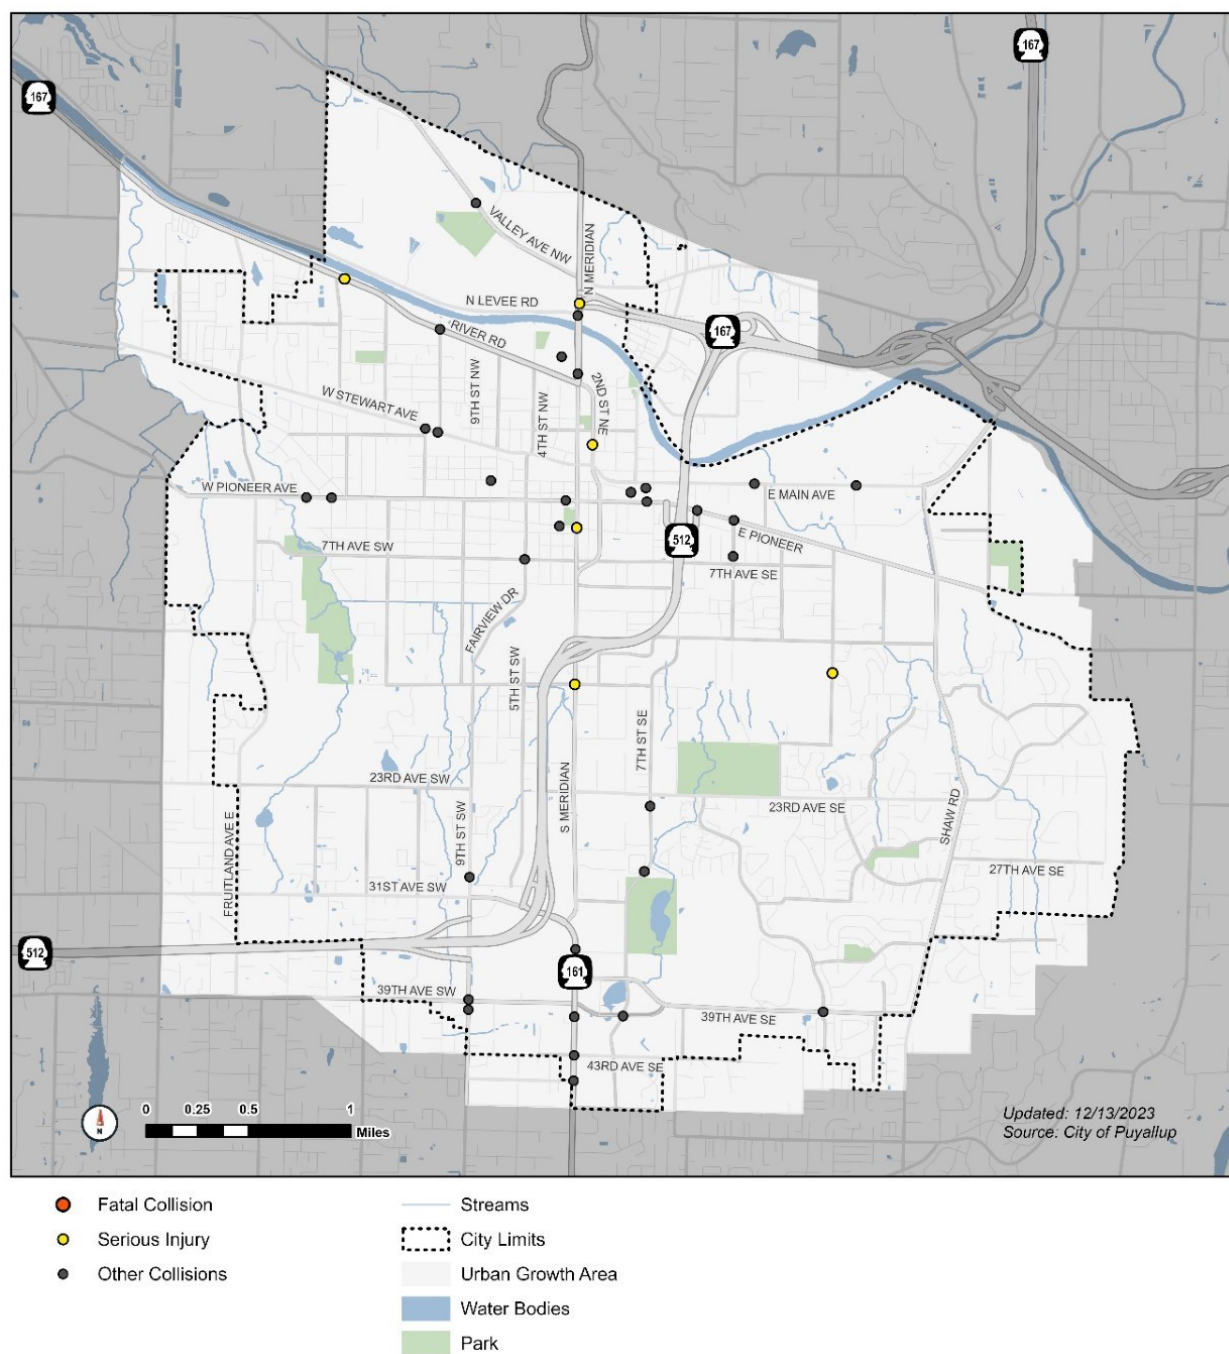 167
167
VALLEY AVE NW
N MERIDIAN
N LEVEE RD
RIVER RD
167
W STEWART AVE
9TH ST NW
4TH ST NW
2ND ST NE
W PIONEER AVE
E MAIN AVE
512
E PIONEER
7TH AVE SW
7TH AVE SE
FAIRVIEW DR
5TH ST SW
7TH ST SE
23RD AVE SW
S MERIDIAN
23RD AVE SE
SHAW RD
9TH ST SW
FRUITLAND AVE E
31ST AVE SW
27TH AVE SE
512
161
39TH AVE SW
39TH AVE SE
43RD AVE SE
N
0 0.25 0.5 1
Miles
Updated: 12/13/2023
Source: City of Puyallup
Fatal Collision
Serious Injury
Other Collisions
Streams
City Limits
Urban Growth Area
Water Bodies
Park